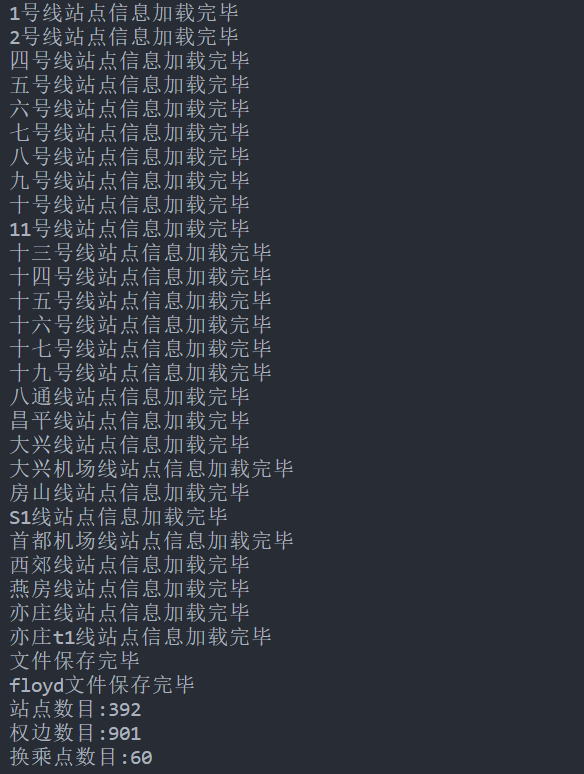 1号线站点信息加载完毕
2号线站点信息加载完毕
四号线站点信息加载完毕
五号线站点信息加载完毕
六号线站点信息加载完毕
七号线站点信息加载完毕
八号线站点信息加载完毕
九号线站点信息加载完毕
十号线站点信息加载完毕
11号线站点信息加载完毕
十三号线站点信息加载完毕
十四号线站点信息加载完毕
十五号线站点信息加载完毕
十六号线站点信息加载完毕
十七号线站点信息加载完毕
十九号线站点信息加载完毕
八通线站点信息加载完毕
昌平线站点信息加载完毕
大兴线站点信息加载完毕
大兴机场线站点信息加载完毕
房山线站点信息加载完毕
S1线站点信息加载完毕
首都机场线站点信息加载完毕
西郊线站点信息加载完毕
燕房线站点信息加载完毕
亦庄线站点信息加载完毕
亦庄t1线站点信息加载完毕
文件保存完毕
floyd文件保存完毕
站点数目:392
权边数目:901
换乘点数目:60